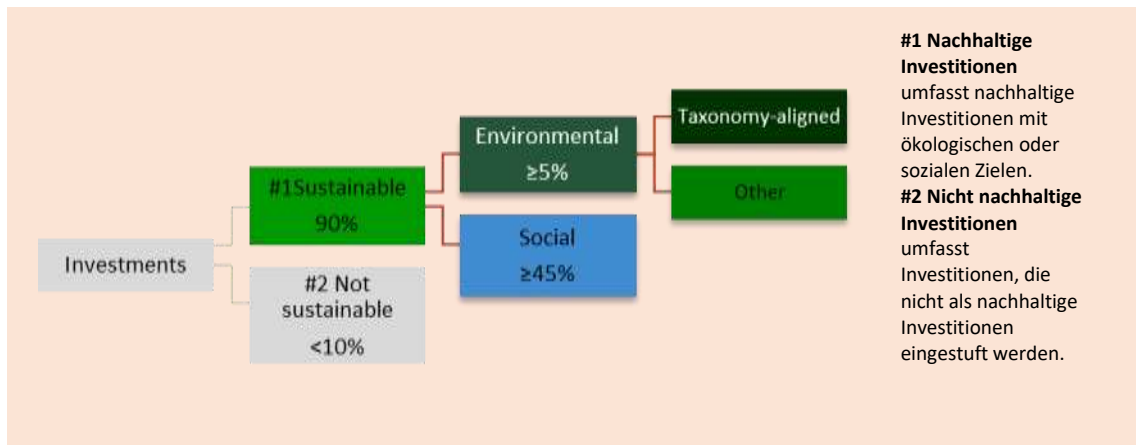 Investments
#1Sustainable
90%
#2 Not
sustainable
<10%
Environmental
≥5%
Social
≥45%
Taxonomy-aligned
Other
#1 Nachhaltige
Investitionen
umfasst nachhaltige
Investitionen mit
ökologischen oder
sozialen Zielen.
#2 Nicht nachhaltige
Investitionen
umfasst
Investitionen, die
nicht als nachhaltige
Investitionen
eingestuft werden.